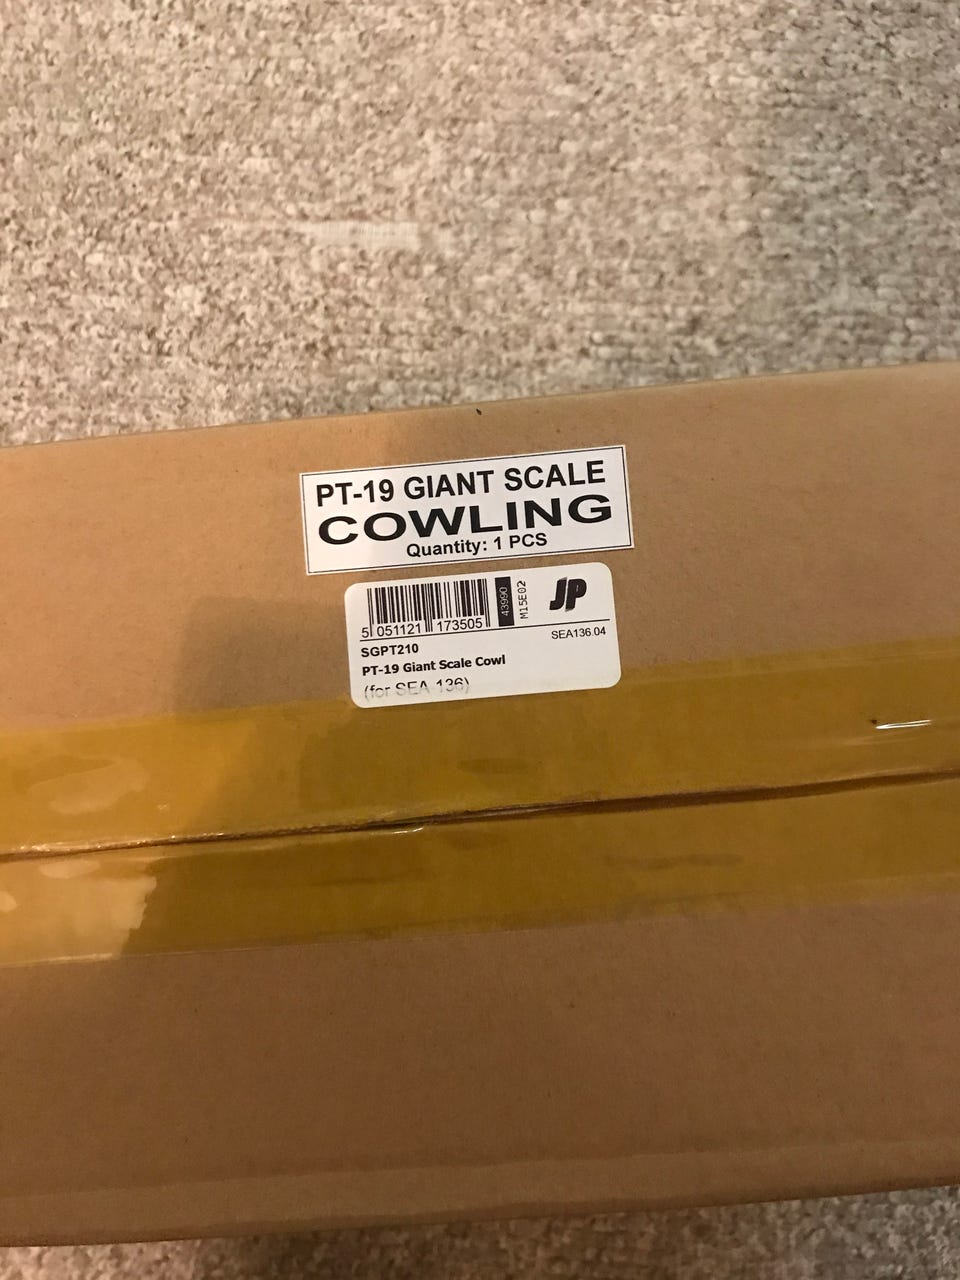 PT-19 GIANT SCALE
COWLING
Quantity: 1 PCS
5 051121 173505
43990
M15E02
JP
SEA136.04
SGPT210
PT-19 Giant Scale Cowl
(for SEA-136)